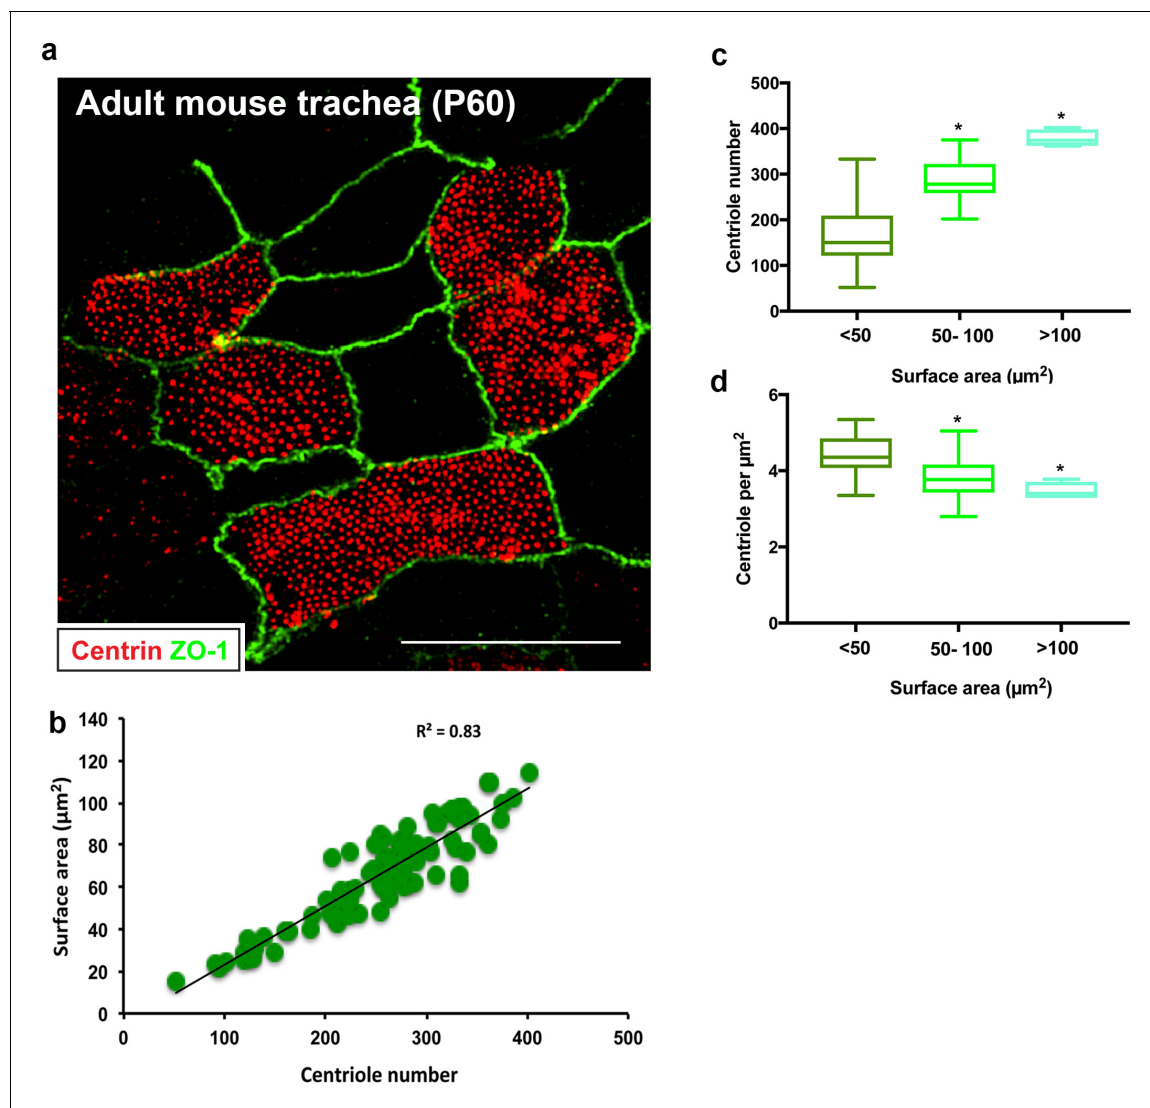 a
Adult mouse trachea (P60)
Centrin ZO-1
b
140
120
100
80
60
40
20
0
Surface area (µm²)
R² = 0.83
0 100 200 300 400 500
Centriole number
c
500
400
300
200
100
0
Centriole number
* *
<50 50- 100 >100
Surface area (µm²)
d
6
4
2
0
Centriole per µm²
* *
<50 50- 100 >100
Surface area (µm²)